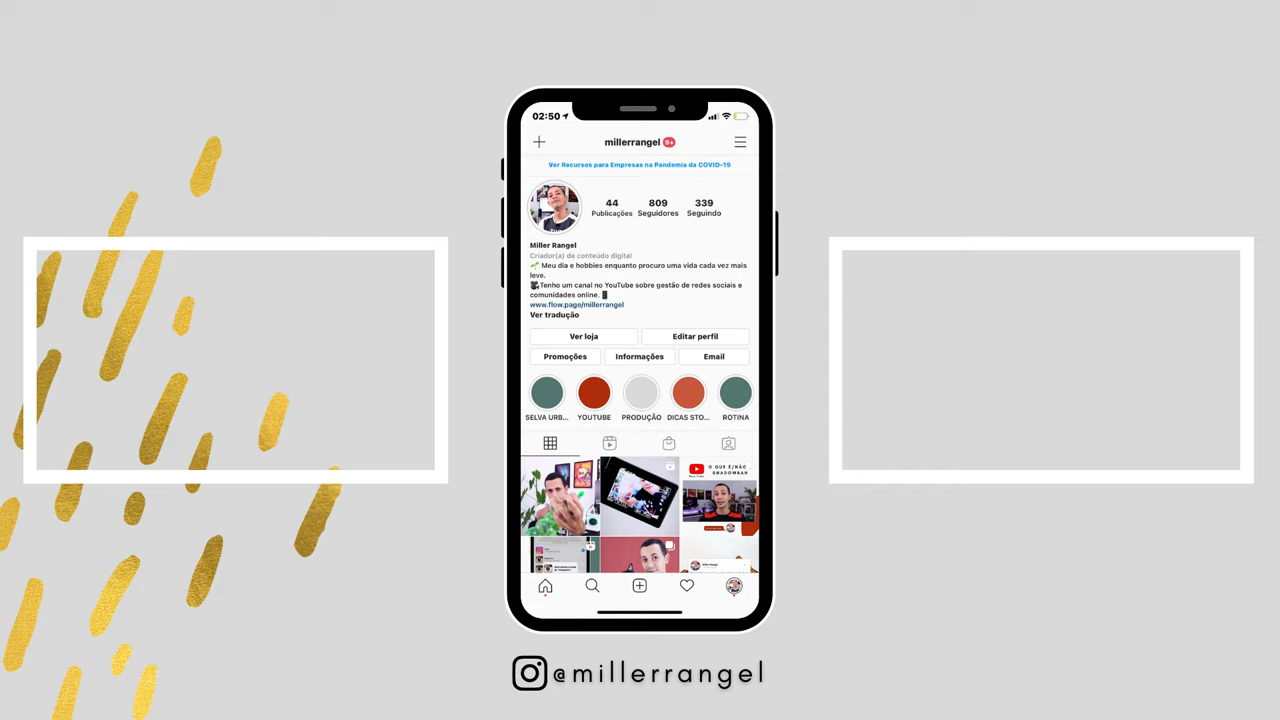 02:50
millerrangel 9+
Ver Recursos para Empresas na Pandemia da COVID-19
44 809 339
Publicações Seguidores Seguindo
Miller Rangel
Criador(a) de conteúdo digital
🌱 Meu dia e hobbies enquanto procuro uma vida cada vez mais
leve.
🎥Tenho um canal no YouTube sobre gestão de redes sociais e
comunidades online. 📱
www.flow.page/millerrangel
Ver tradução
Ver loja Editar perfil
Promoções Informações Email
SELVA URB... YOUTUBE PRODUÇÃO DICAS STO... ROTINA
O QUE É/NÃO
SHADOWBAN
@millerrangel